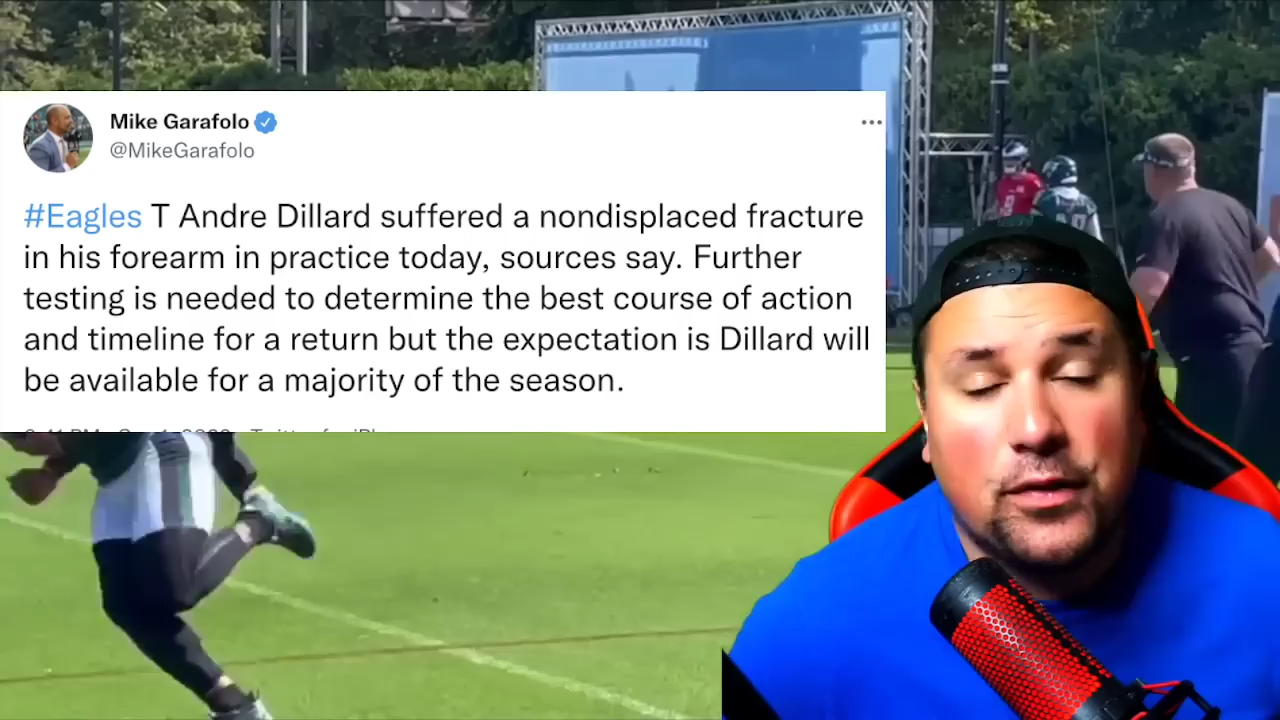 Mike Garafolo
@MikeGarafolo
#Eagles T Andre Dillard suffered a nondisplaced fracture
in his forearm in practice today, sources say. Further
testing is needed to determine the best course of action
and timeline for a return but the expectation is Dillard will
be available for a majority of the season.